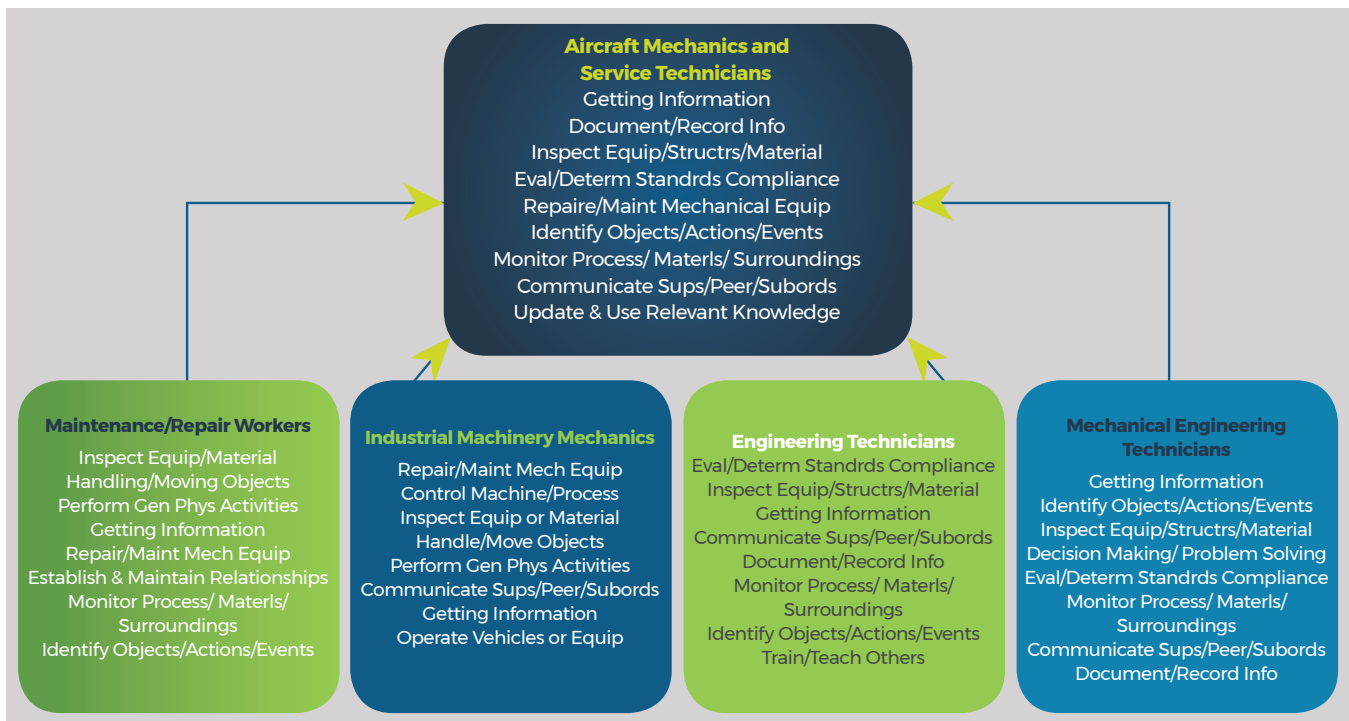 Aircraft Mechanics and
Service Technicians
Getting Information
Document/Record Info
Inspect Equip/Structrs/Material
Eval/Determ Standrds Compliance
Repaire/Maint Mechanical Equip
Identify Objects/Actions/Events
Monitor Process/ Materls/ Surroundings
Communicate Sups/Peer/Subords
Update & Use Relevant Knowledge
Maintenance/Repair Workers
Inspect Equip/Material
Handling/Moving Objects
Perform Gen Phys Activities
Getting Information
Repair/Maint Mech Equip
Establish & Maintain Relationships
Monitor Process/ Materls/
Surroundings
Identify Objects/Actions/Events
Industrial Machinery Mechanics
Repair/Maint Mech Equip
Control Machine/Process
Inspect Equip or Material
Handle/Move Objects
Perform Gen Phys Activities
Communicate Sups/Peer/Subords
Getting Information
Operate Vehicles or Equip
Engineering Technicians
Eval/Determ Standrds Compliance
Inspect Equip/Structrs/Material
Getting Information
Communicate Sups/Peer/Subords
Document/Record Info
Monitor Process/ Materls/
Surroundings
Identify Objects/Actions/Events
Train/Teach Others
Mechanical Engineering
Technicians
Getting Information
Identify Objects/Actions/Events
Inspect Equip/Structrs/Material
Decision Making/ Problem Solving
Eval/Determ Standrds Compliance
Monitor Process/ Materls/
Surroundings
Communicate Sups/Peer/Subords
Document/Record Info